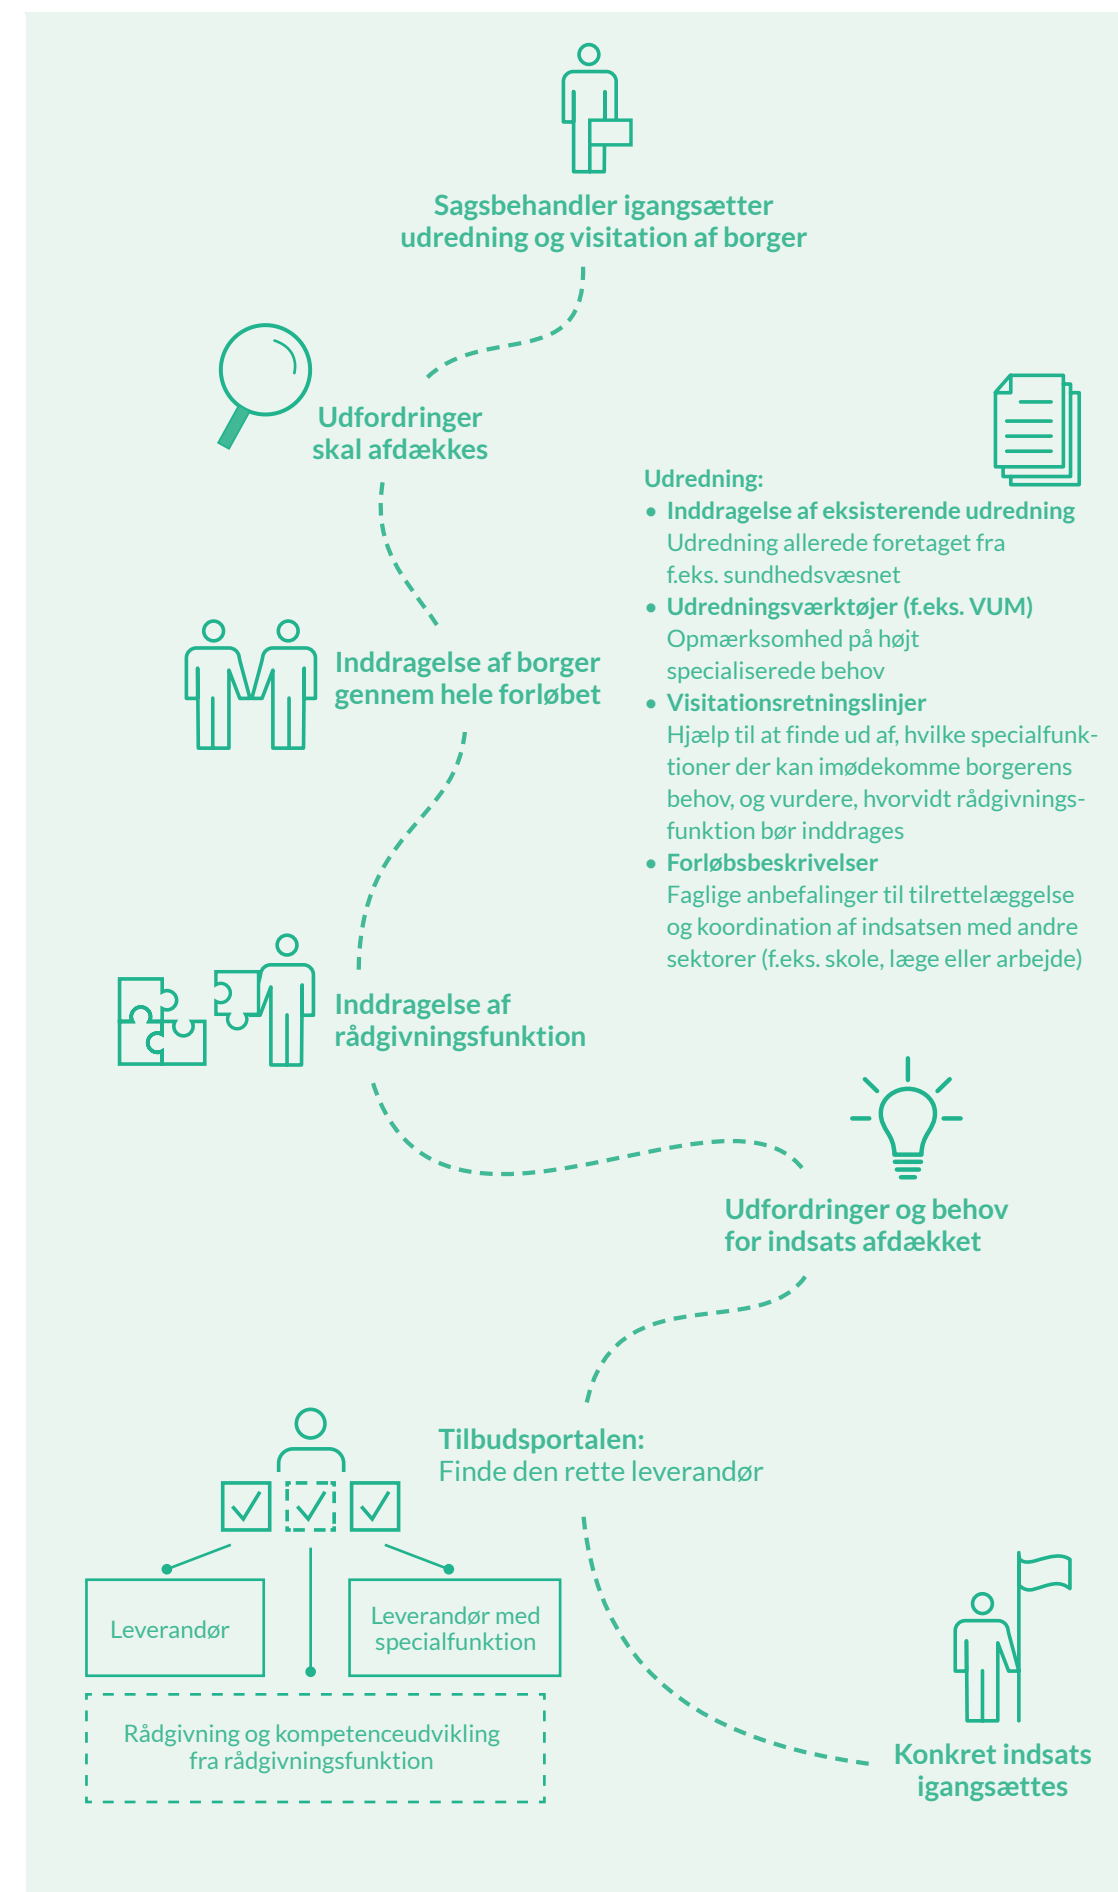 Sagsbehandler igangsætter
udredning og visitation af borger
Udfordringer
skal afdækkes
Udredning:
• Inddragelse af eksisterende udredning
Udredning allerede foretaget fra
f.eks. sundhedsvæsnet
• Udredningsværktøjer (f.eks. VUM)
Opmærksomhed på højt
specialiserede behov
• Visitationsretningslinjer
Hjælp til at finde ud af, hvilke specialfunk-
tioner der kan imødekomme borgerens
behov, og vurdere, hvorvidt rådgivnings-
funktion bør inddrages
• Forløbsbeskrivelser
Faglige anbefalinger til tilrettelæggelse
og koordination af indsatsen med andre
sektorer (f.eks. skole, læge eller arbejde)
Inddragelse af borger
gennem hele forløbet
Inddragelse af
rådgivningsfunktion
Udfordringer og behov
for indsats afdækket
Tilbudsportalen:
Finde den rette leverandør
Leverandør
Leverandør med
specialfunktion
Rådgivning og kompetenceudvikling
fra rådgivningsfunktion
Konkret indsats
igangsættes